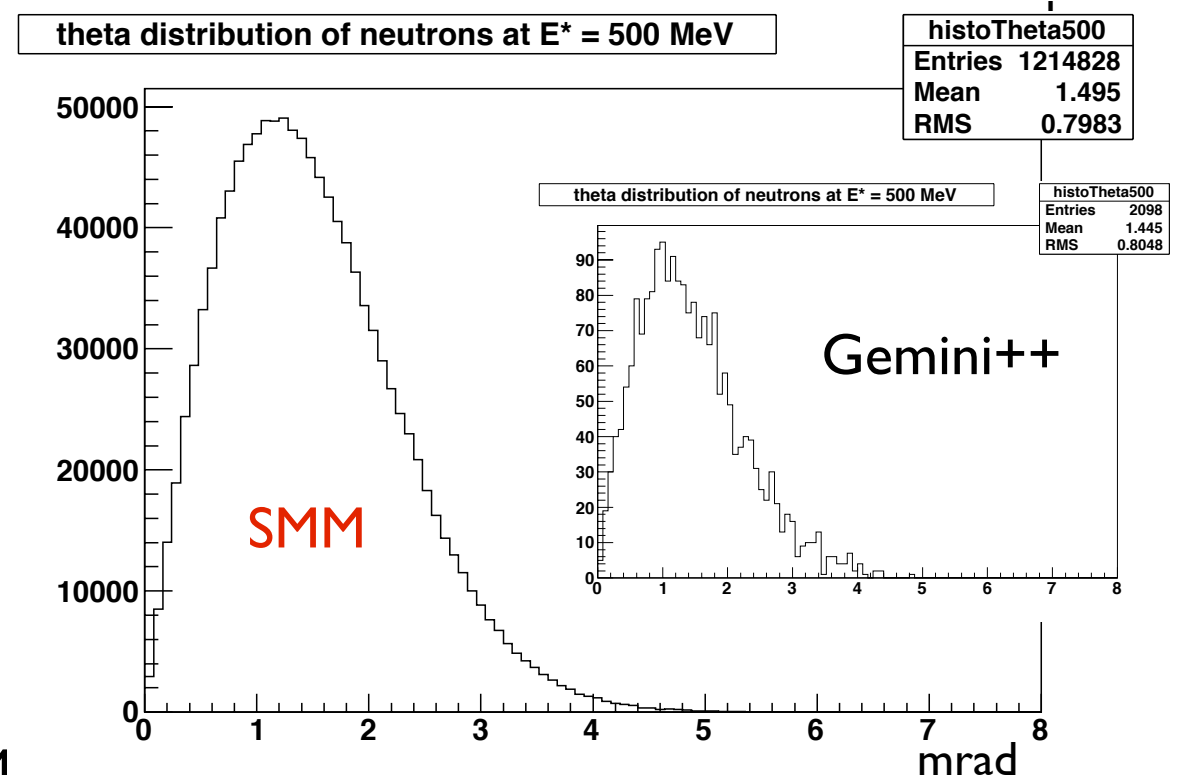 theta distribution of neutrons at E* = 500 MeV
histoTheta500
Entries 1214828
Mean 1.495
RMS 0.7983
50000
40000
30000
20000
10000
0
0 1 2 3 4 5 6 7 8
mrad
SMM
theta distribution of neutrons at E* = 500 MeV
histoTheta500
Entries 2098
Mean 1.445
RMS 0.8048
90
80
70
60
50
40
30
20
10
0
0 1 2 3 4 5 6 7 8
Gemini++